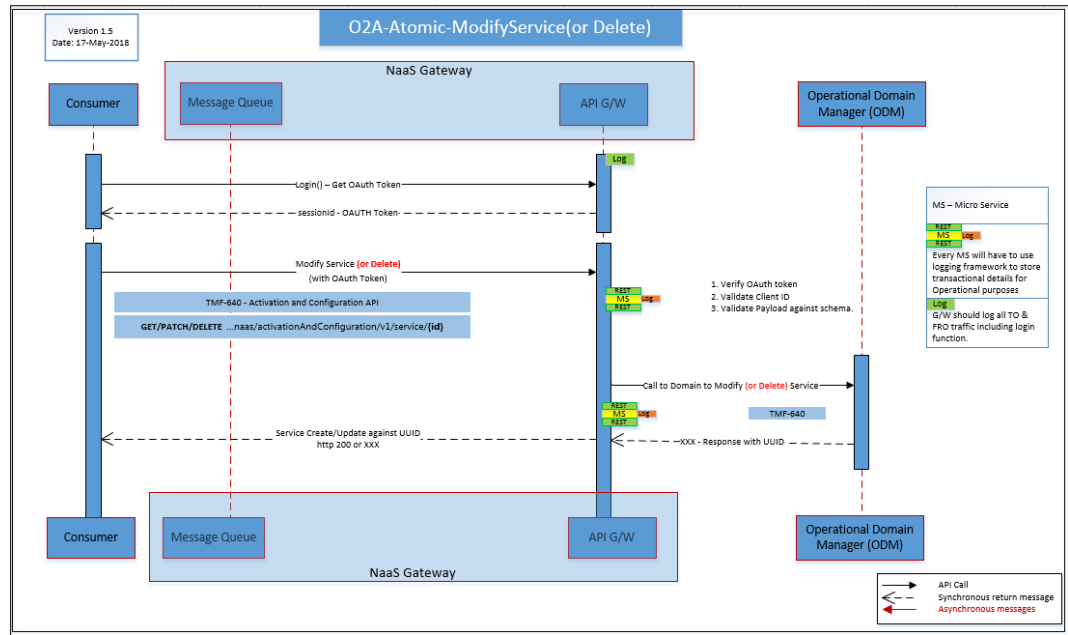 Version 1.5
Date: 17-May-2018
O2A-Atomic-ModifyService(or Delete)
NaaS Gateway
Consumer
Message Queue
API G/W
Operational Domain
Manager (ODM)
Log
Login() – Get OAuth Token
sessionId - OAUTH Token
MS – Micro Service
REST
MS
Log
REST
Every MS will have to use
logging framework to store
transactional details for
Operational purposes
Log
G/W should log all TO &
FRO traffic including login
function.
Modify Service (or Delete)
(with OAuth Token)
TMF-640 - Activation and Configuration API
GET/PATCH/DELETE ...naas/activationAndConfiguration/v1/service/{id}
REST
MS
Log
REST
1. Verify OAuth token
2. Validate Client ID
3. Validate Payload against schema.
Call to Domain to Modify (or Delete) Service
REST
MS
Log
REST
TMF-640
Service Create/Update against UUID
http 200 or XXX
XXX - Response with UUID
Consumer
Message Queue
API G/W
Operational Domain
Manager (ODM)
NaaS Gateway
API Call
Synchronous return message
Asynchronous messages